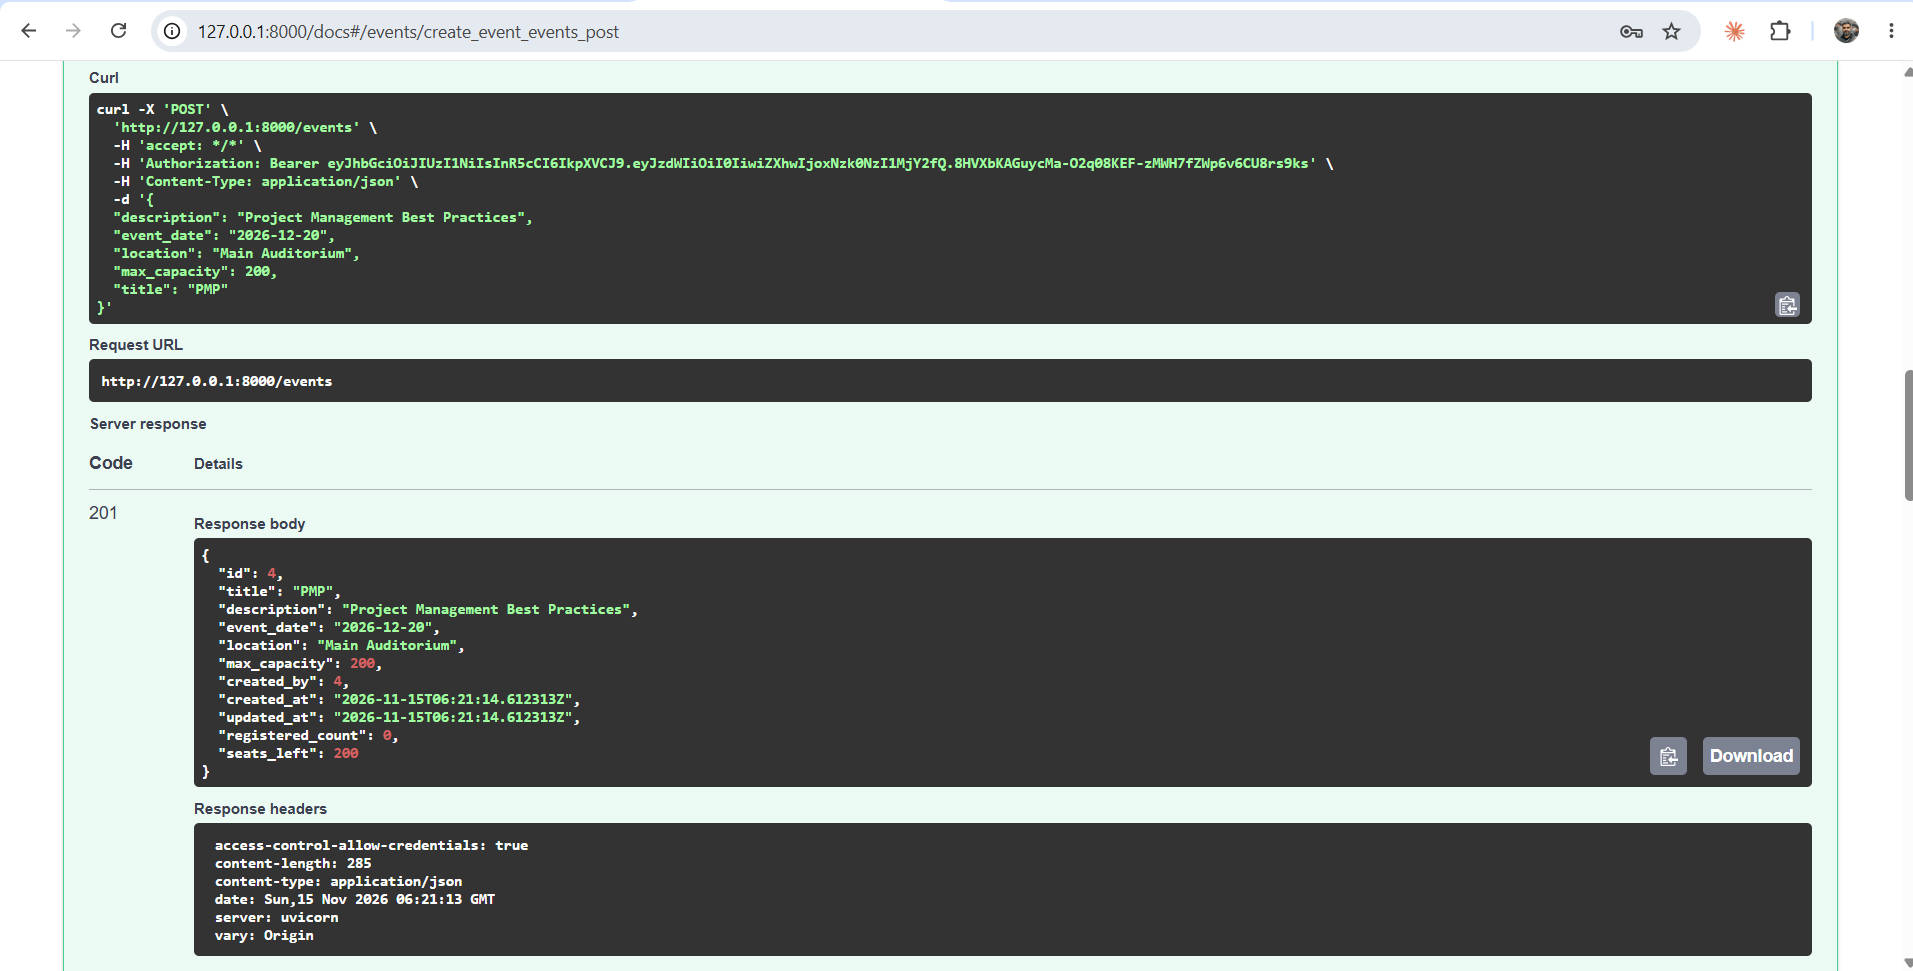 127.0.0.1:8000/docs#/events/create_event_events_post
Curl
curl -X 'POST' \
  'http://127.0.0.1:8000/events' \
  -H 'accept: */*' \
  -H 'Authorization: Bearer eyJhbGciOiJIUzI1NiIsInR5cCI6IkpXVCJ9.eyJzdWIiOiI0IiwiZXhwIjoxNzk0NzI1MjY2fQ.8HVXbKAGuycMa-O2q08KEF-zMWH7fZWp6v6CU8rs9ks' \
  -H 'Content-Type: application/json' \
  -d '{
  "description": "Project Management Best Practices",
  "event_date": "2026-12-20",
  "location": "Main Auditorium",
  "max_capacity": 200,
  "title": "PMP"
}'
Request URL
http://127.0.0.1:8000/events
Server response
Code Details
201
Response body
{
  "id": 4,
  "title": "PMP",
  "description": "Project Management Best Practices",
  "event_date": "2026-12-20",
  "location": "Main Auditorium",
  "max_capacity": 200,
  "created_by": 4,
  "created_at": "2026-11-15T06:21:14.612313Z",
  "updated_at": "2026-11-15T06:21:14.612313Z",
  "registered_count": 0,
  "seats_left": 200
}
Download
Response headers
access-control-allow-credentials: true
content-length: 285
content-type: application/json
date: Sun,15 Nov 2026 06:21:13 GMT
server: uvicorn
vary: Origin